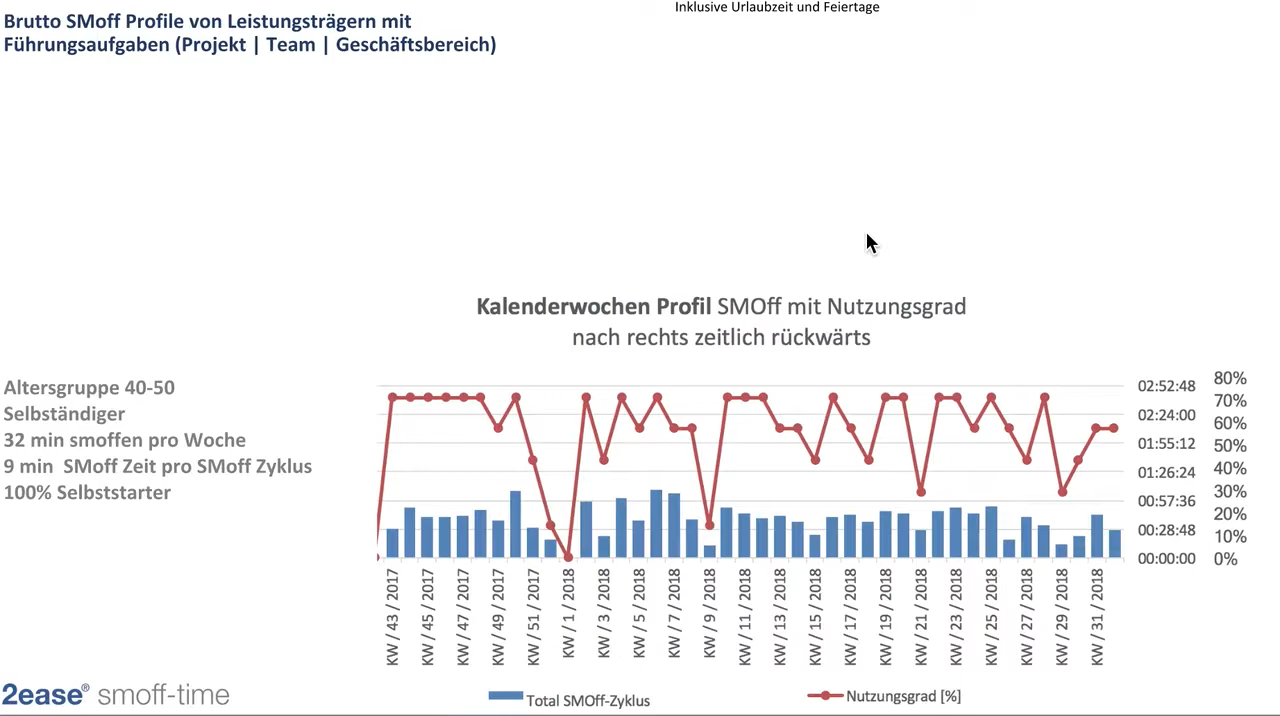 Inklusive Urlaubzeit und Feiertage
Brutto SMoff Profile von Leistungsträgern mit
Führungsaufgaben (Projekt | Team | Geschäftsbereich)
Kalenderwochen Profil SMOff mit Nutzungsgrad
nach rechts zeitlich rückwärts
Altersgruppe 40-50
Selbständiger
32 min smoffen pro Woche
9 min SMoff Zeit pro SMoff Zyklus
100% Selbststarter
02:52:48
02:24:00
01:55:12
01:26:24
00:57:36
00:28:48
00:00:00
80%
70%
60%
50%
40%
30%
20%
10%
0%
KW / 43 / 2017
KW / 45 / 2017
KW / 47 / 2017
KW / 49 / 2017
KW / 51 / 2017
KW / 1 / 2018
KW / 3 / 2018
KW / 5 / 2018
KW / 7 / 2018
KW / 9 / 2018
KW / 11 / 2018
KW / 13 / 2018
KW / 15 / 2018
KW / 17 / 2018
KW / 19 / 2018
KW / 21 / 2018
KW / 23 / 2018
KW / 25 / 2018
KW / 27 / 2018
KW / 29 / 2018
KW / 31 / 2018
2ease® smoff-time
Total SMOff-Zyklus
Nutzungsgrad [%]